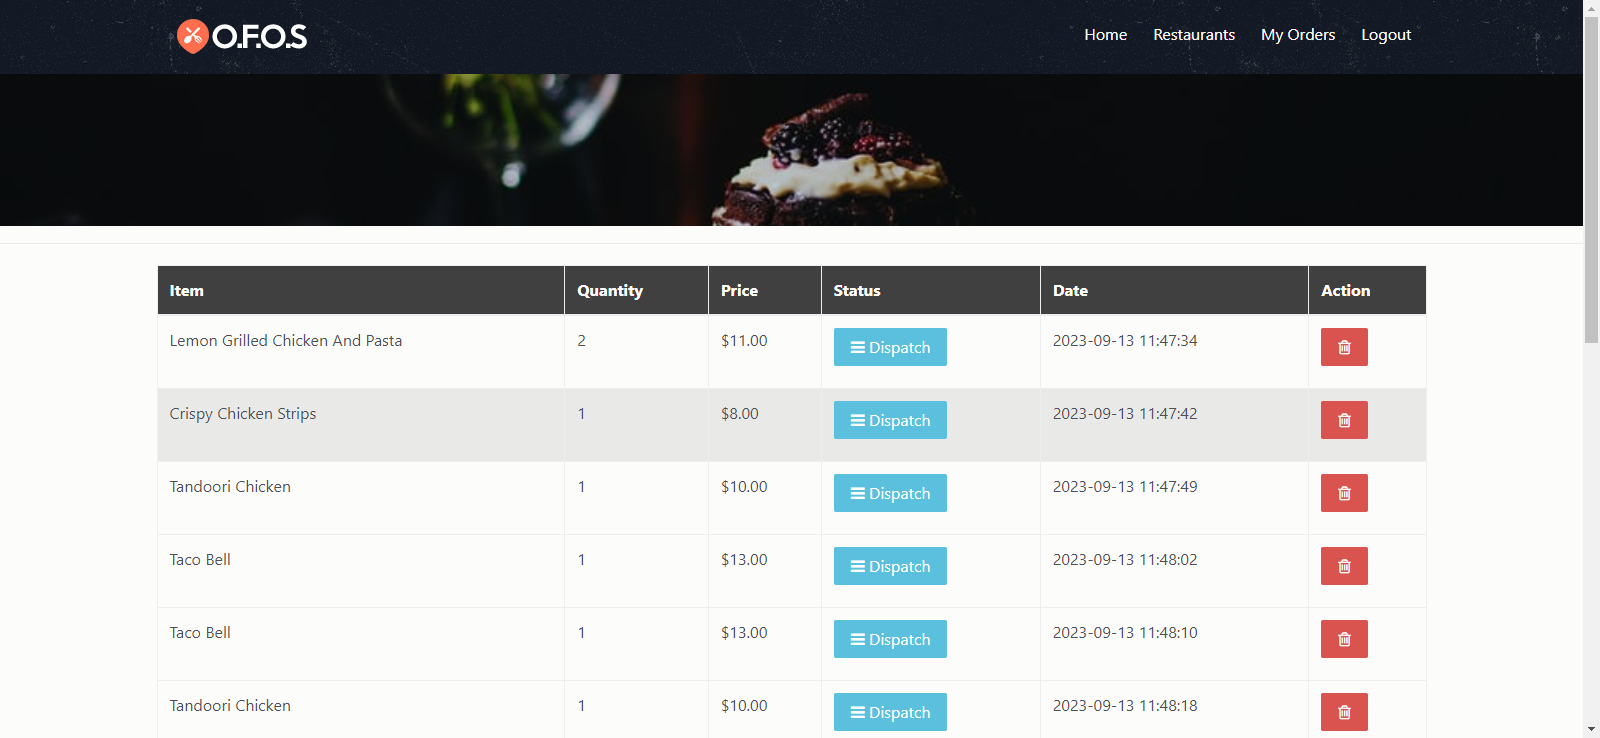 O.F.O.S
Home Restaurants My Orders Logout
Item Quantity Price Status Date Action
Lemon Grilled Chicken And Pasta 2 $11.00 Dispatch 2023-09-13 11:47:34
Crispy Chicken Strips 1 $8.00 Dispatch 2023-09-13 11:47:42
Tandoori Chicken 1 $10.00 Dispatch 2023-09-13 11:47:49
Taco Bell 1 $13.00 Dispatch 2023-09-13 11:48:02
Taco Bell 1 $13.00 Dispatch 2023-09-13 11:48:10
Tandoori Chicken 1 $10.00 Dispatch 2023-09-13 11:48:18